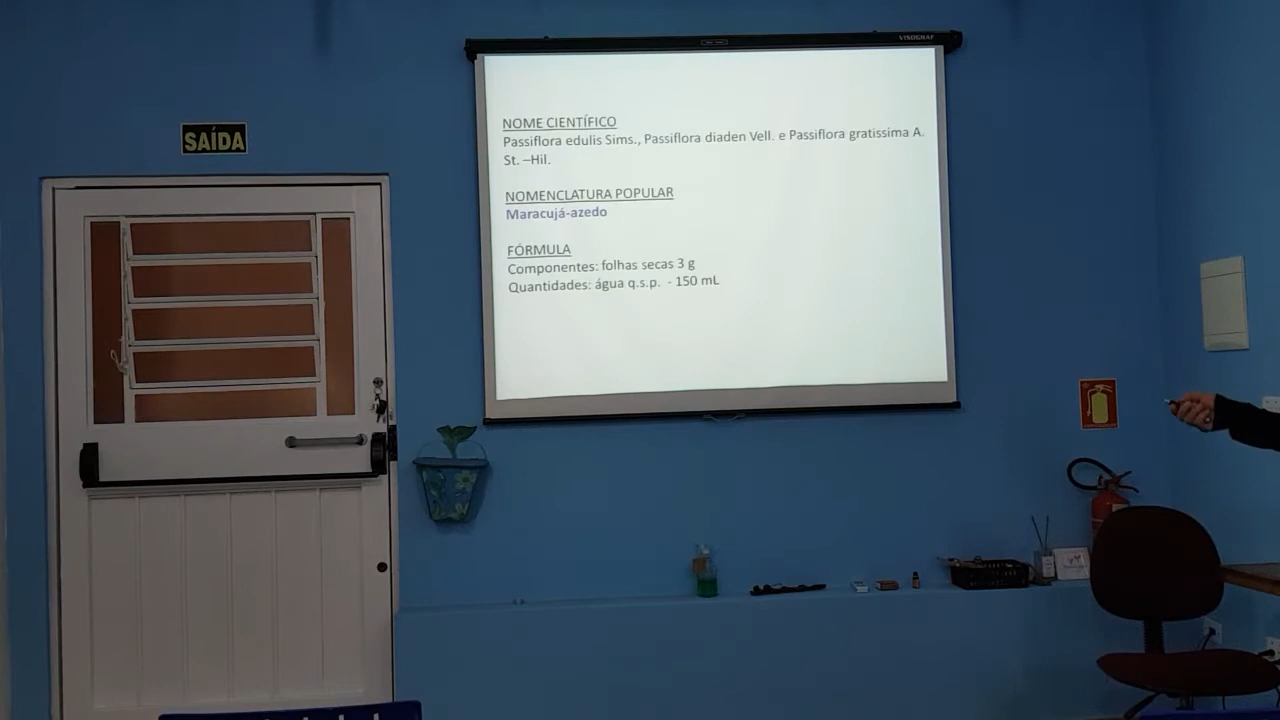 VISOGRAF
SAÍDA
NOME CIENTÍFICO
Passiflora edulis Sims., Passiflora diaden Vell. e Passiflora gratissima A.
St. –Hil.
NOMENCLATURA POPULAR
Maracujá-azedo
FÓRMULA
Componentes: folhas secas 3 g
Quantidades: água q.s.p. - 150 mL